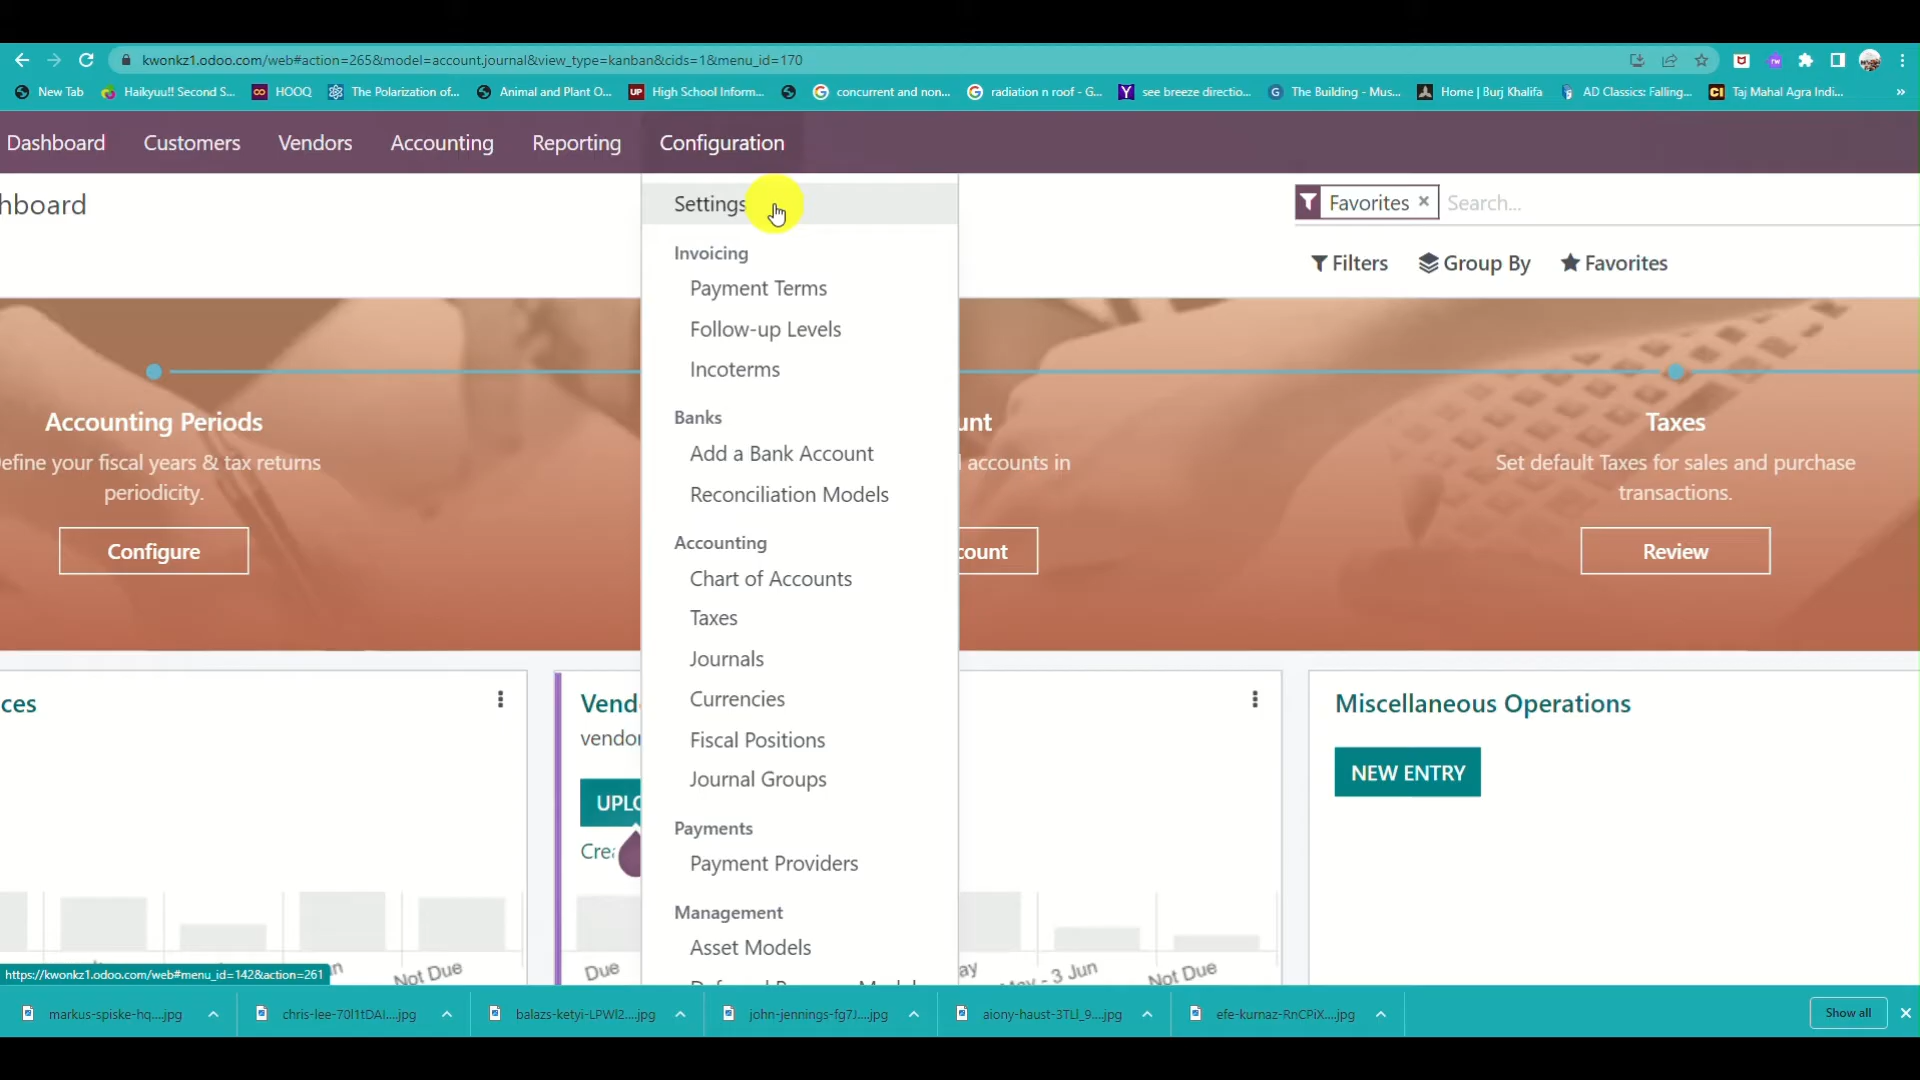 kwonkz1.odoo.com/web#action=265&model=account.journal&view_type=kanban&cids=1&menu_id=170
New Tab Haikyuu!! Second S... HOOQ The Polarization of... Animal and Plant O... High School Inform... concurrent and non... radiation n roof - G... see breeze directio... The Building - Mus... Home | Burj Khalifa AD Classics: Falling... Taj Mahal Agra Indi... »
Dashboard Customers Vendors Accounting Reporting Configuration
hboard
Favorites × Search...
Filters Group By Favorites
Settings
Invoicing
Payment Terms
Follow-up Levels
Incoterms
Banks
Add a Bank Account
Reconciliation Models
Accounting
Chart of Accounts
Taxes
Journals
Currencies
Fiscal Positions
Journal Groups
Payments
Payment Providers
Management
Asset Models
Accounting Periods
efine your fiscal years & tax returns
periodicity.
Configure
unt
accounts in
count
Taxes
Set default Taxes for sales and purchase
transactions.
Review
ces
Vend
vendor
UPLO
Crea
Miscellaneous Operations
NEW ENTRY
Not Due
Due
ay
- 3 Jun
Not Due
https://kwonkz1.odoo.com/web#menu_id=142&action=261
markus-spiske-hq....jpg chris-lee-70l1tDAI....jpg balazs-ketyi-LPWl2....jpg john-jennings-fg7J....jpg aiony-haust-3TLl_9....jpg efe-kurnaz-RnCPiX....jpg Show all